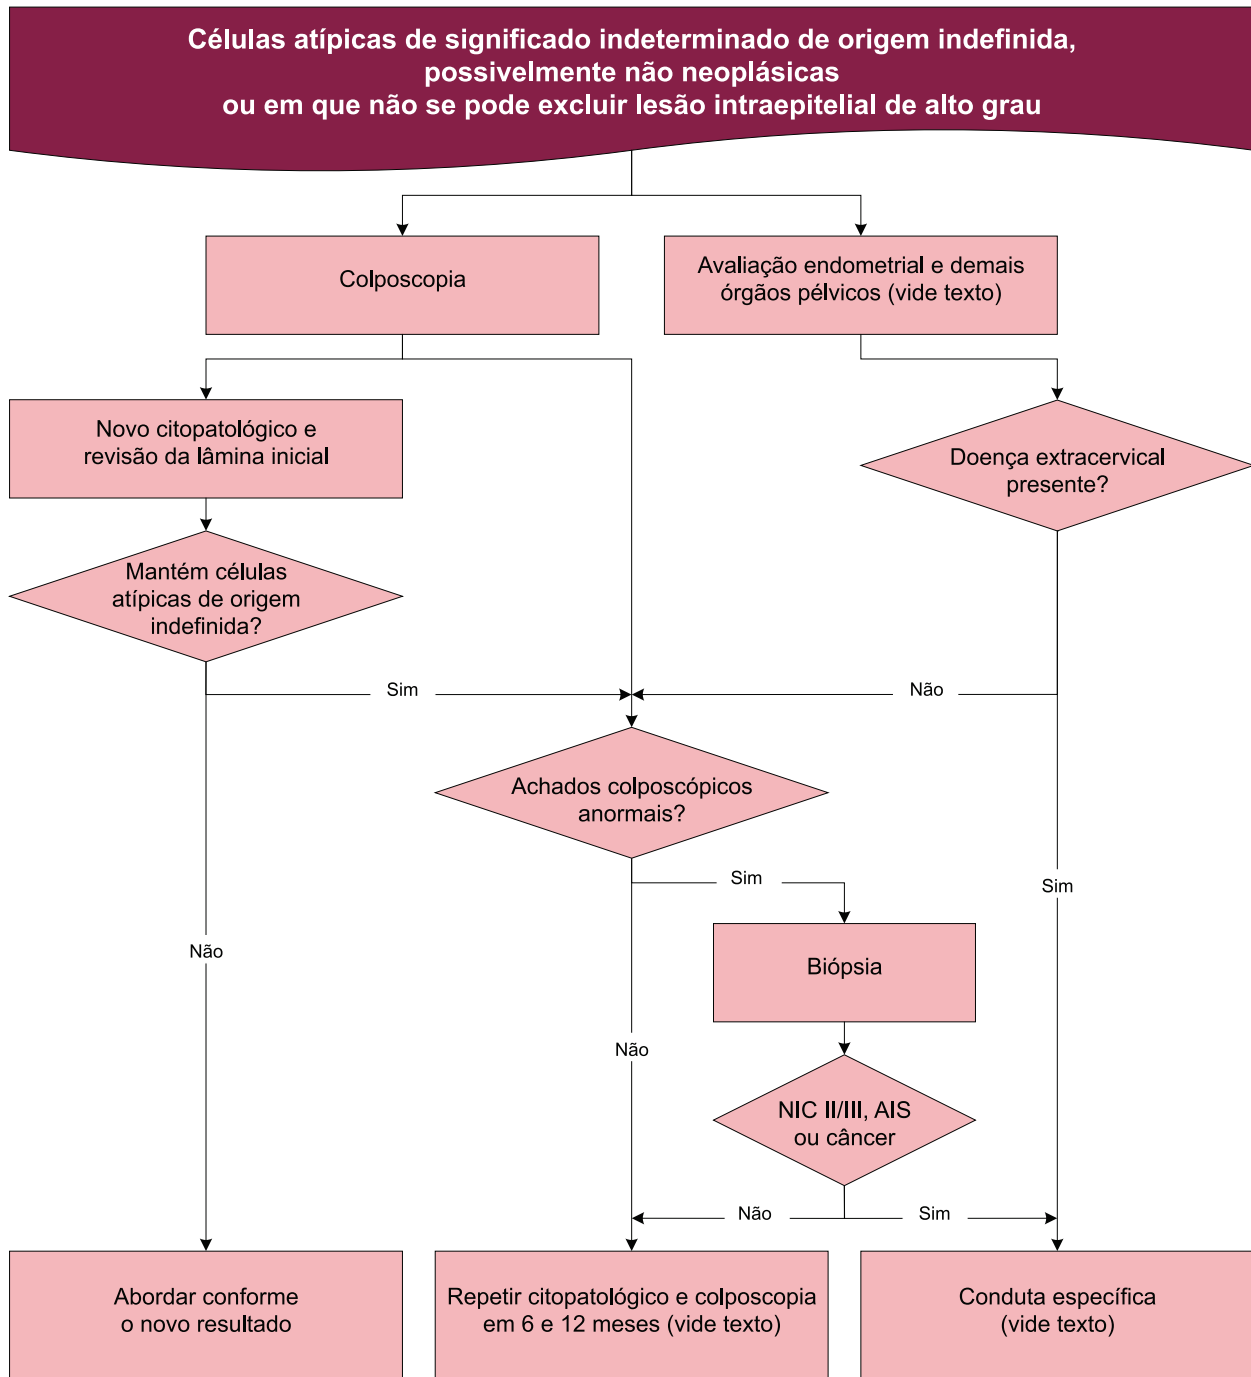 Células atípicas de significado indeterminado de origem indefinida,
possivelmente não neoplásicas
ou em que não se pode excluir lesão intraepitelial de alto grau
Colposcopia
Avaliação endometrial e demais
órgãos pélvicos (vide texto)
Novo citopatológico e
revisão da lâmina inicial
Doença extracervical
presente?
Mantém células
atípicas de origem
indefinida?
Sim
Não
Achados colposcópicos
anormais?
Sim
Sim
Não
Biópsia
Não
NIC II/III, AIS
ou câncer
Não
Sim
Abordar conforme
o novo resultado
Repetir citopatológico e colposcopia
em 6 e 12 meses (vide texto)
Conduta específica
(vide texto)